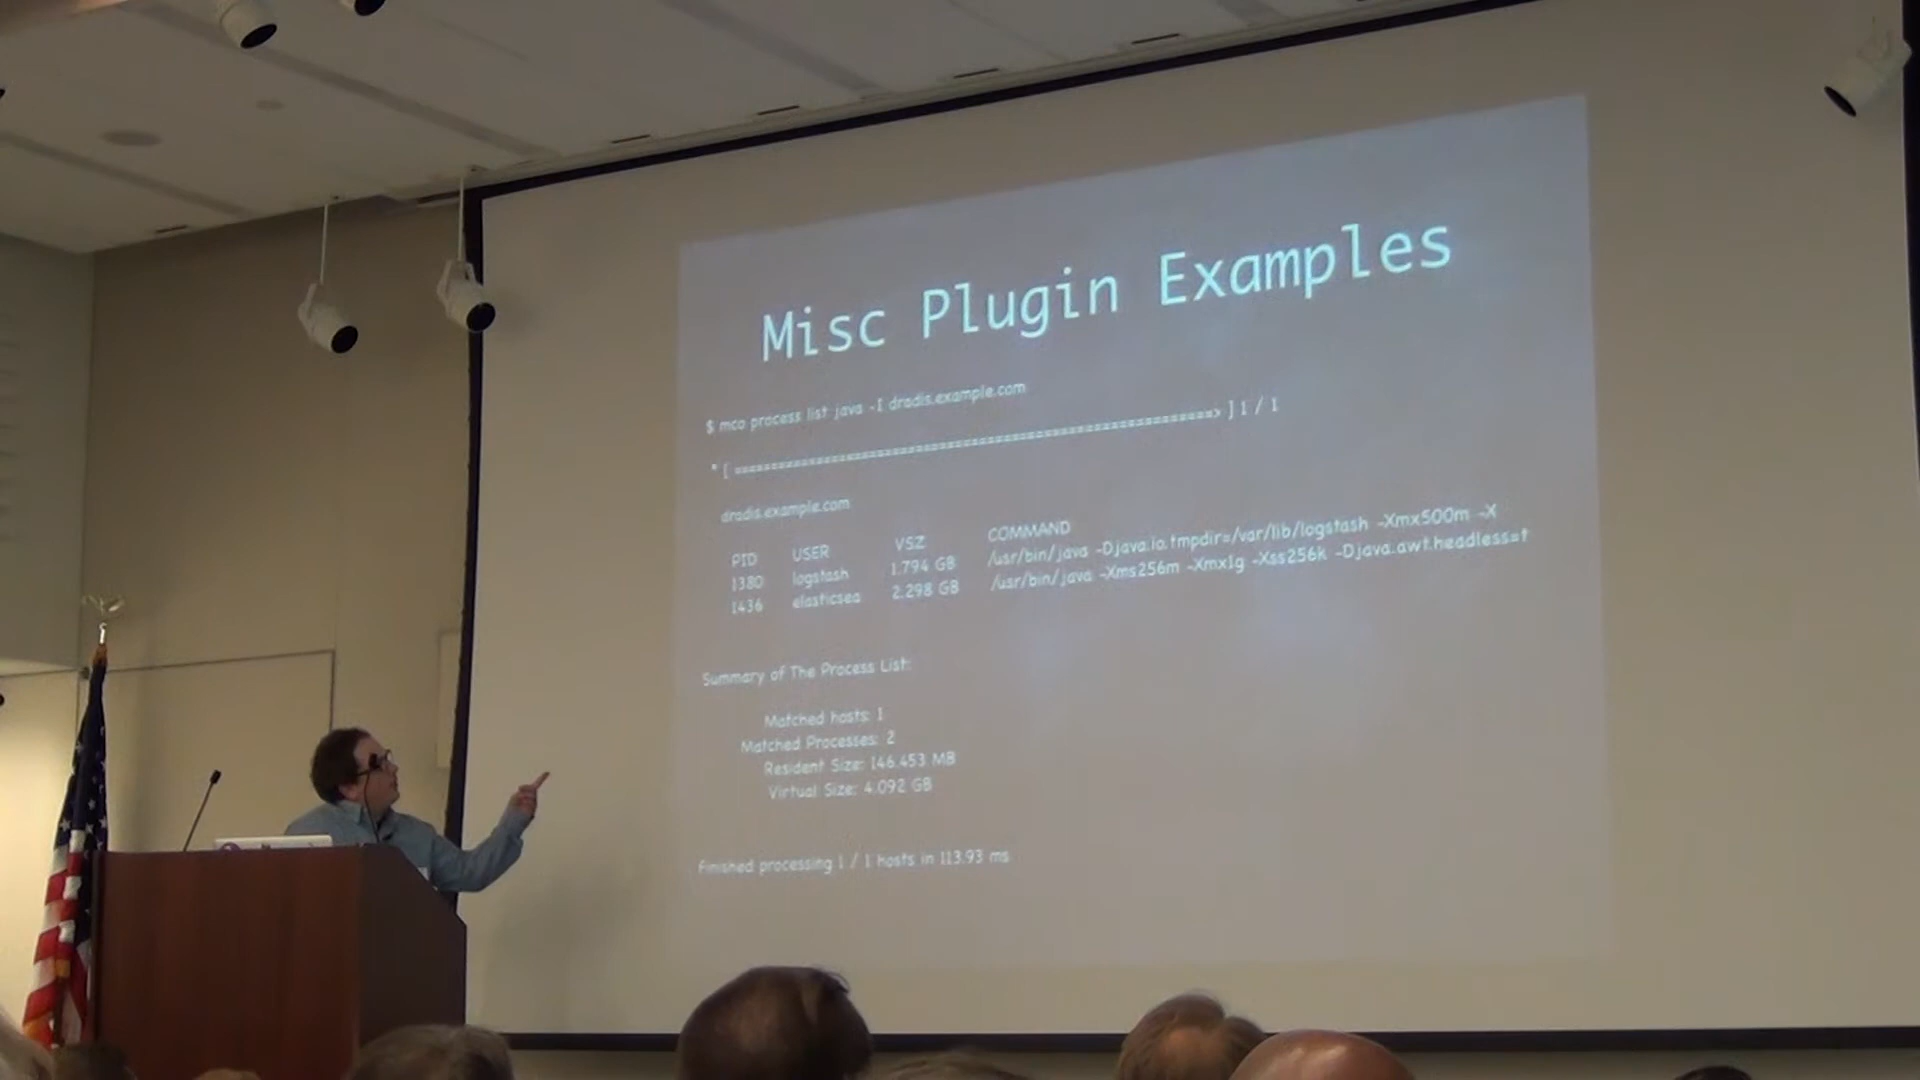 Misc Plugin Examples
$ mco process list java -I dradis.example.com
* [ ============================================================> ] 1 / 1
dradis.example.com
PID USER VSZ COMMAND
1380 logstash 1.794 GB /usr/bin/java -Djava.io.tmpdir=/var/lib/logstash -Xmx500m -X
1436 elasticsea 2.298 GB /usr/bin/java -Xms256m -Xmx1g -Xss256k -Djava.awt.headless=t
Summary of The Process List:
Matched hosts: 1
Matched Processes: 2
Resident Size: 146.453 MB
Virtual Size: 4.092 GB
Finished processing 1 / 1 hosts in 113.93 ms